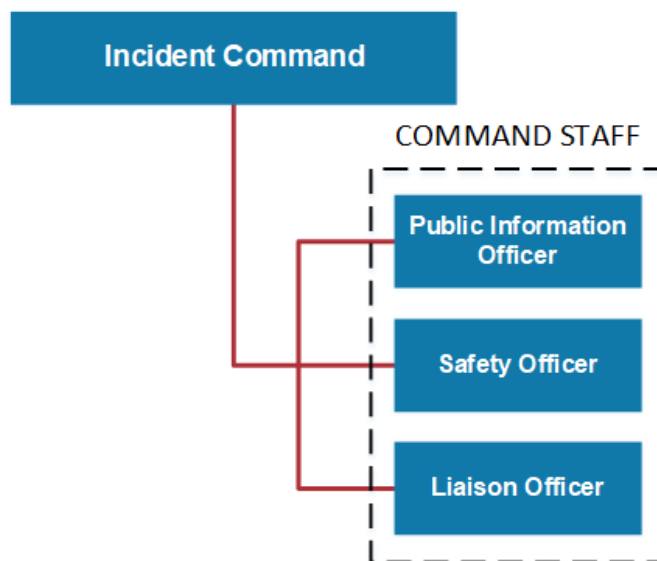 Incident Command
COMMAND STAFF
Public Information
Officer
Safety Officer
Liaison Officer